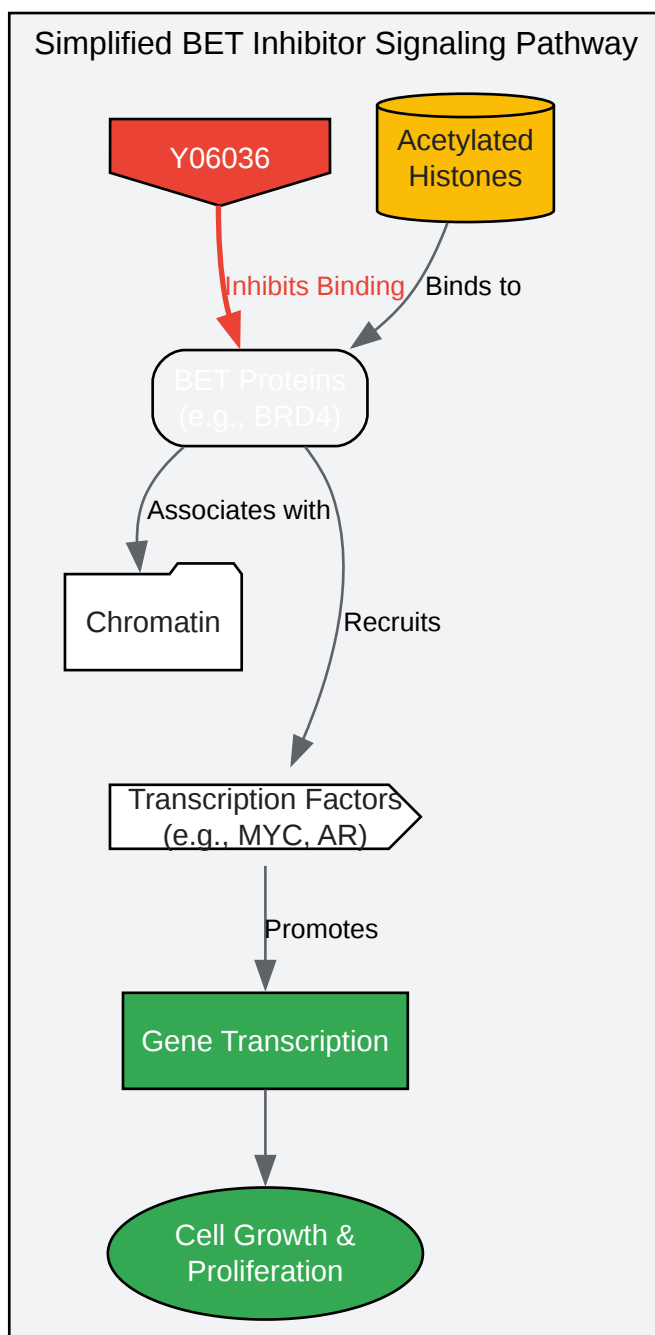 Simplified BET Inhibitor Signaling Pathway
Y06036
Acetylated
Histones
Inhibits Binding
Binds to
BET Proteins
(e.g., BRD4)
Associates with
Chromatin
Recruits
Transcription Factors
(e.g., MYC, AR)
Promotes
Gene Transcription
Cell Growth &
Proliferation